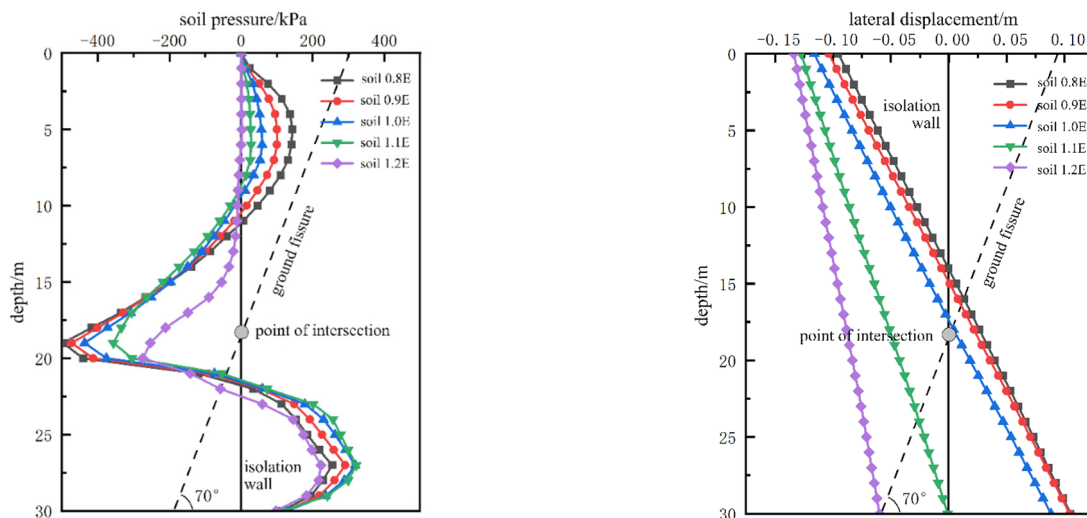 soil pressure/kPa
-400 -200 0 200 400
0
5
10
15
20
25
30
depth/m
soil 0.8E
soil 0.9E
soil 1.0E
soil 1.1E
soil 1.2E
ground fissure
point of intersection
isolation
wall
70°
lateral displacement/m
-0.15 -0.10 -0.05 0.00 0.05 0.10
0
5
10
15
20
25
30
depth/m
soil 0.8E
soil 0.9E
soil 1.0E
soil 1.1E
soil 1.2E
isolation
wall
ground fissure
point of intersection
70°